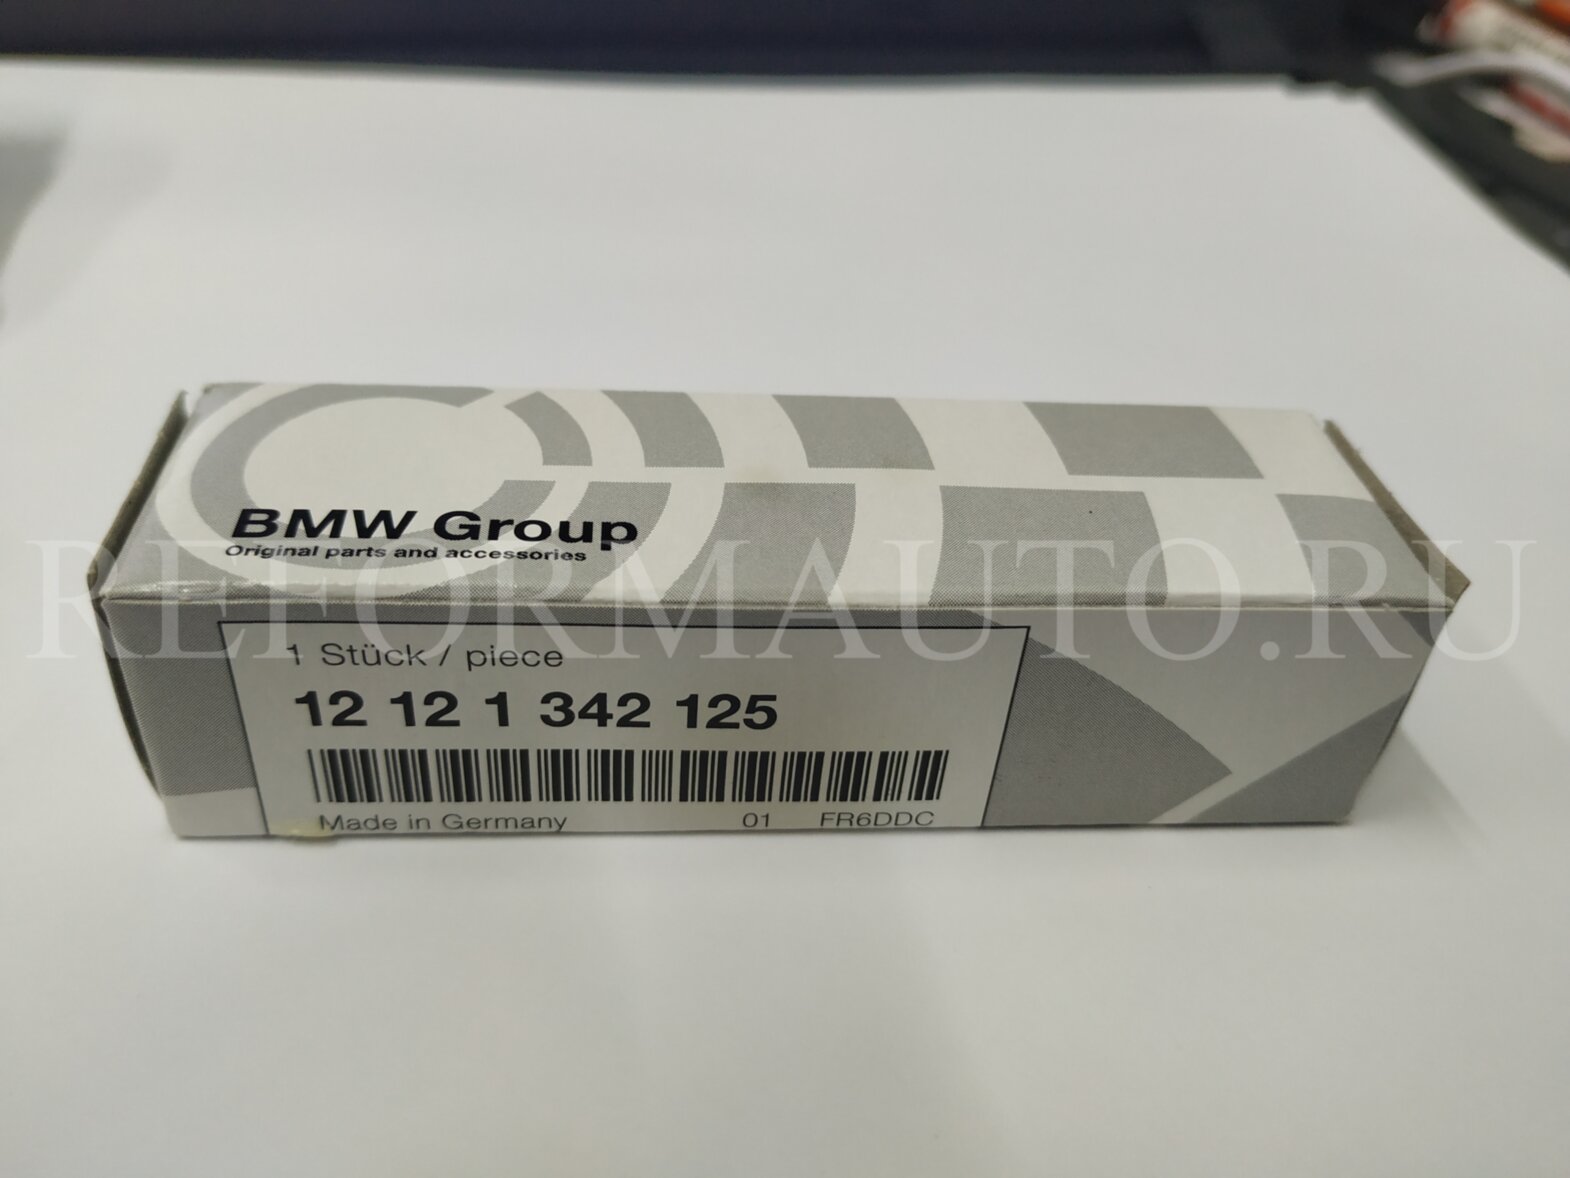 BMW Group
Original parts and accessories
REFORMAUTO.RU
1 Stück / piece
12 12 1 342 125
Made in Germany 01 FR6DDC